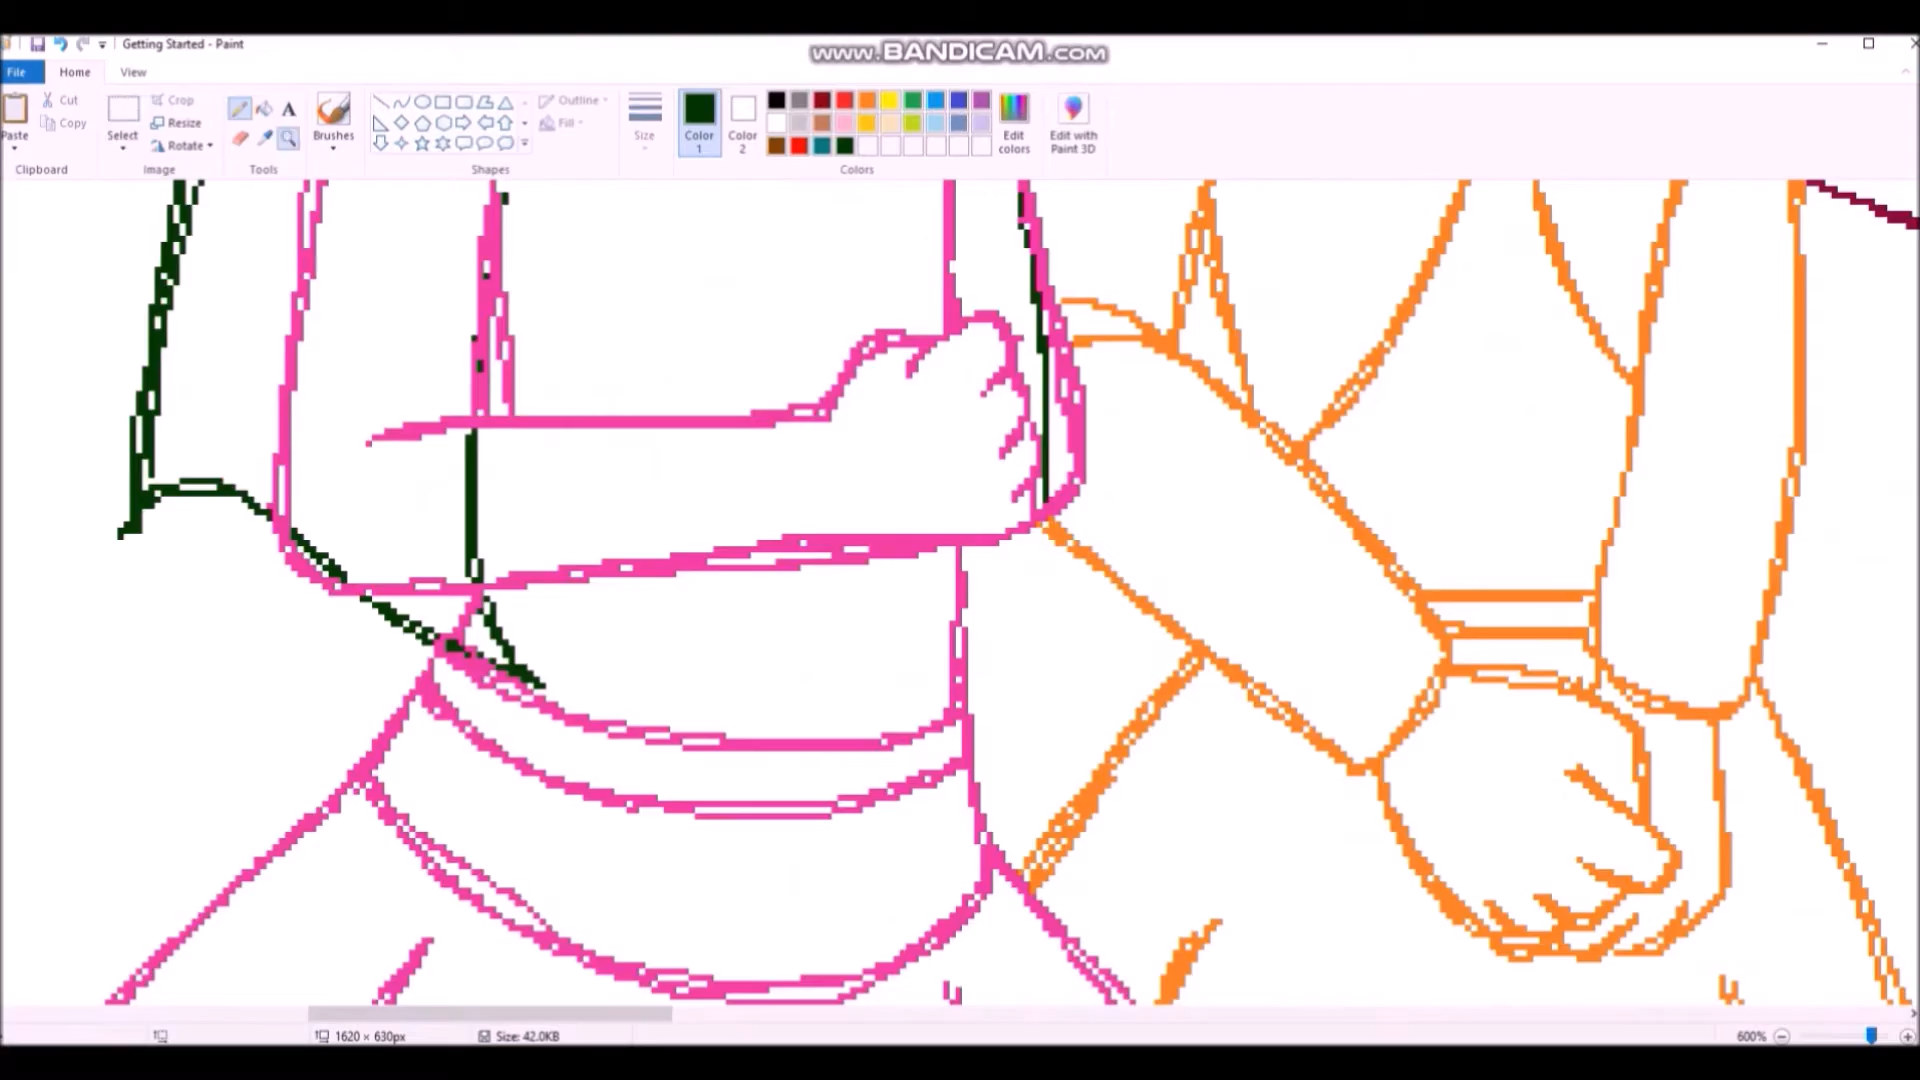 Getting Started - Paint
www.BANDICAM.com
File Home View
Cut
Copy
Paste
Clipboard
Crop
Resize
Rotate
Select
Image
Tools
Brushes
Outline
Fill
Shapes
Size
Color 1
Color 2
Colors
Edit colors
Edit with Paint 3D
1620 × 630px
Size: 42.0KB
600%